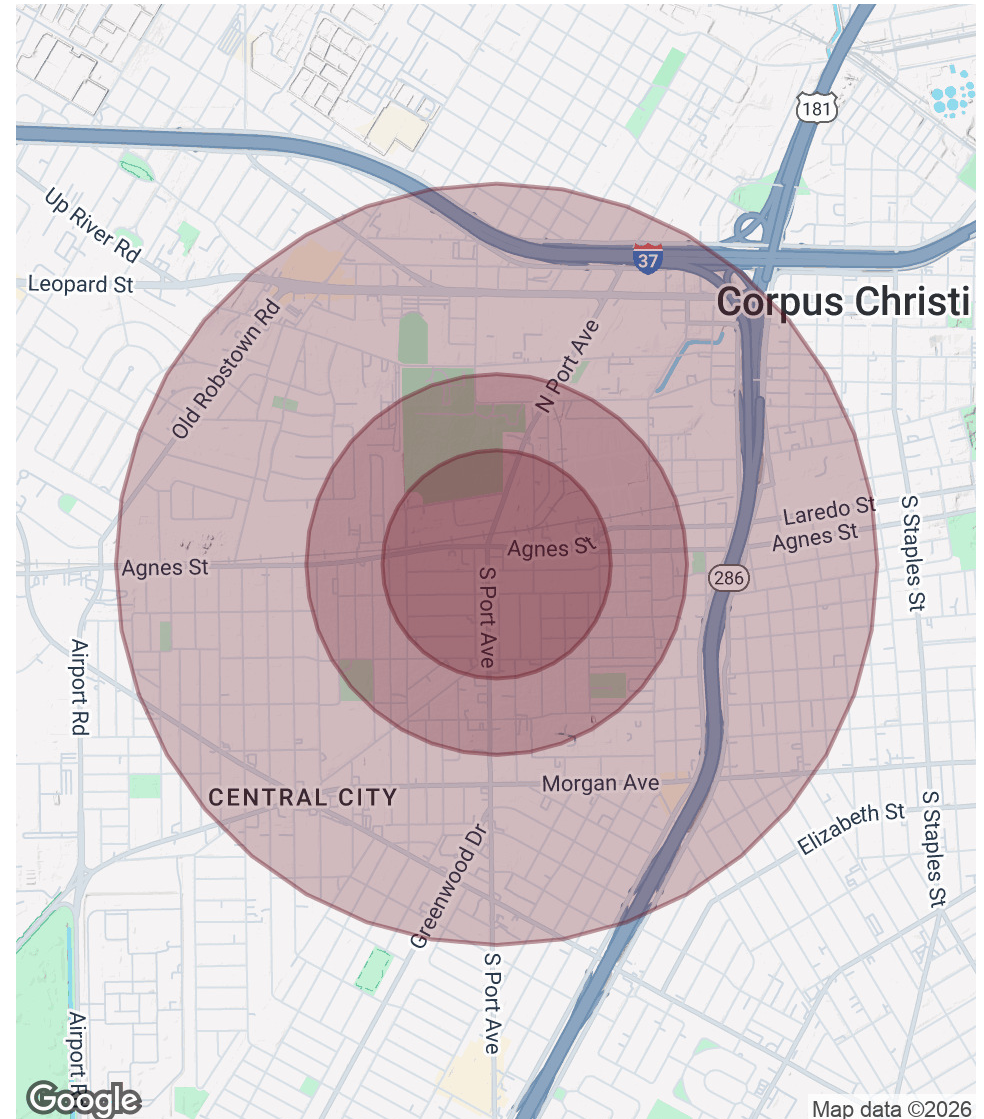 181
Up River Rd
37
Leopard St
Corpus Christi
Old Robstown Rd
N Port Ave
Laredo St
Agnes St
Agnes St
Agnes St
S Staples St
286
S Port Ave
Airport Rd
Morgan Ave
CENTRAL CITY
Elizabeth St
S Staples St
Greenwood Dr
S Port Ave
Airport R
Google
Map data ©2026